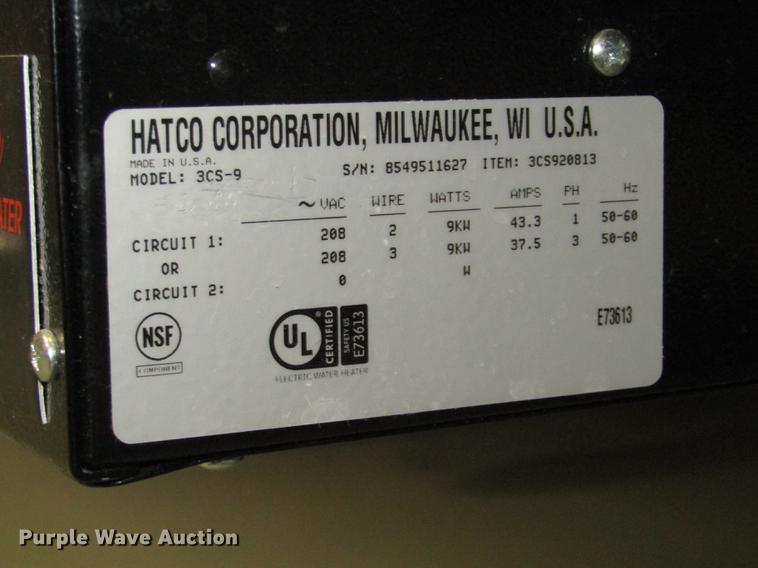 HATCO CORPORATION, MILWAUKEE, WI U.S.A.
MADE IN U.S.A.
MODEL: 3CS-9 S/N: 8549511627 ITEM: 3CS920813
~ VAC WIRE WATTS AMPS PH Hz
CIRCUIT 1: 208 2 9KW 43.3 1 50-60
OR 208 3 9KW 37.5 3 50-60
CIRCUIT 2: 0 W
NSF
COMPONENT
UL ® CERTIFIED SAFETY US E73613
ELECTRIC WATER HEATER
E73613
ATER
Purple Wave Auction